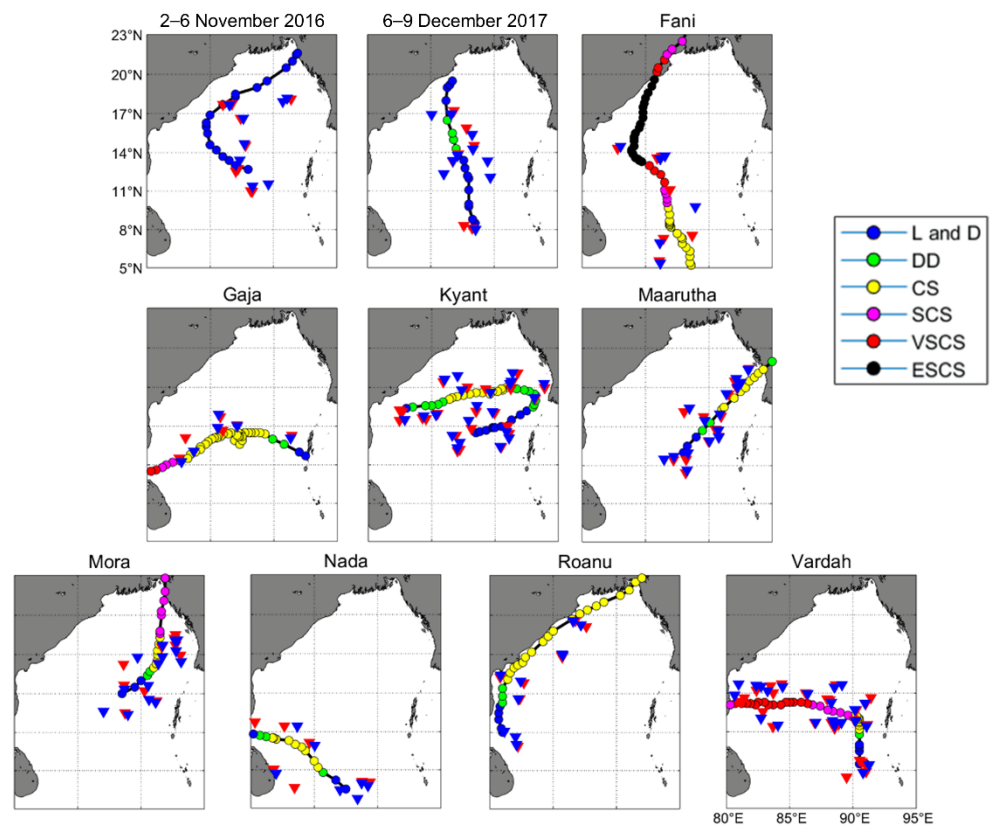 2–6 November 2016
6–9 December 2017
Fani
23°N
20°N
17°N
14°N
11°N
8°N
5°N
L and D
DD
CS
SCS
VSCS
ESCS
Gaja
Kyant
Maarutha
Mora
Nada
Roanu
Vardah
80°E
85°E
90°E
95°E